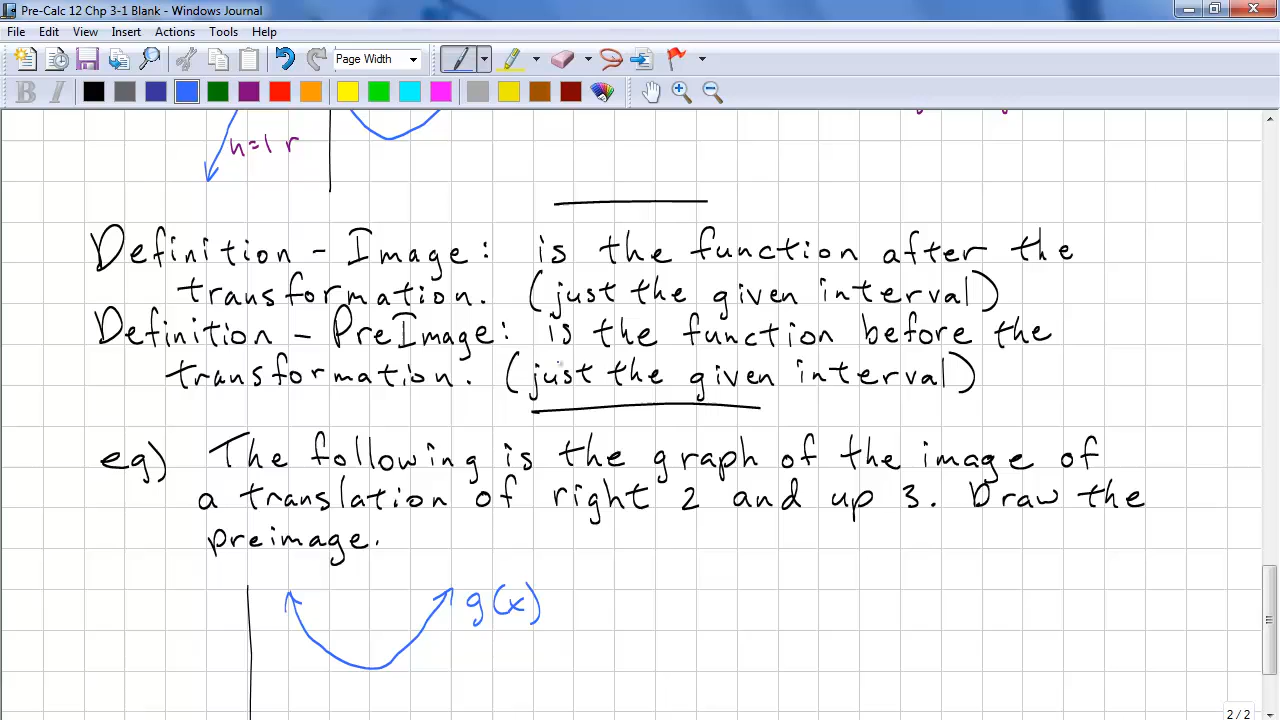 Pre-Calc 12 Chp 3-1 Blank - Windows Journal
File Edit View Insert Actions Tools Help
Page Width
B I
h=1 r
Definition - Image: is the function after the
transformation. (just the given interval)
Definition - PreImage: is the function before the
transformation. (just the given interval)
eg) The following is the graph of the image of
a translation of right 2 and up 3. Draw the
preimage.
g(x)
2 / 2